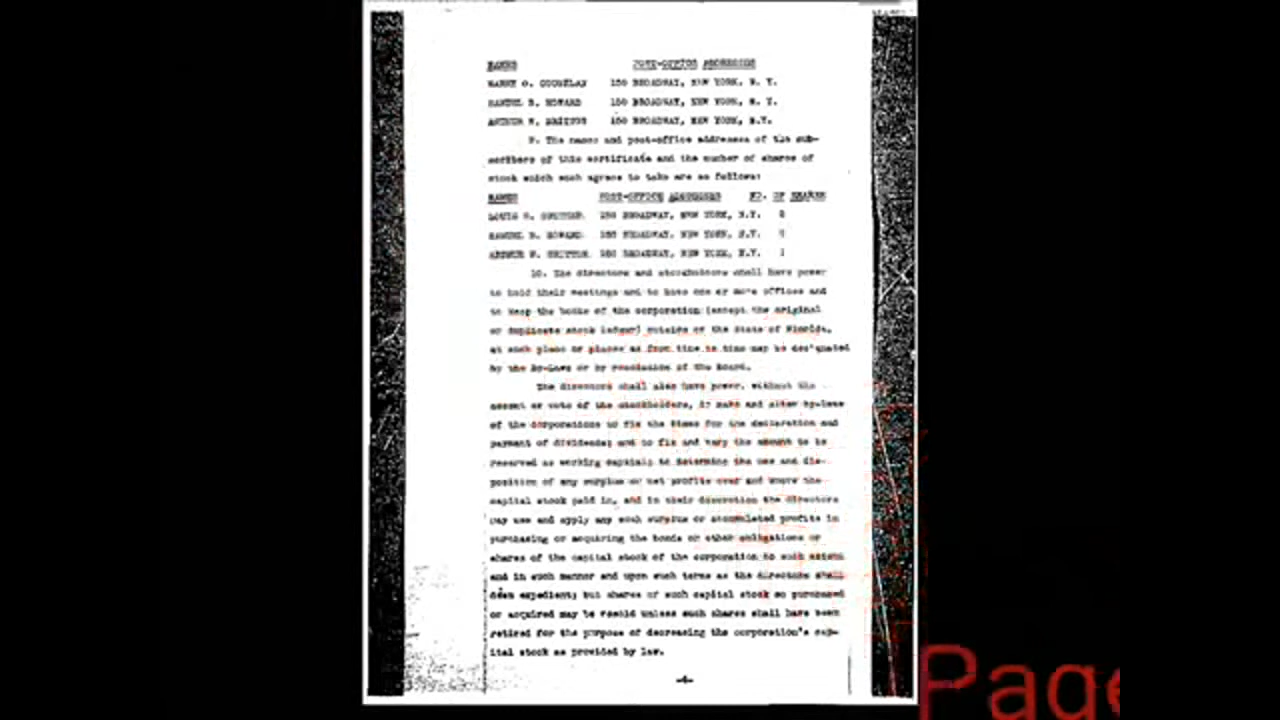 NAMES POST-OFFICE ADDRESSES
HARRY O. COUGHLAN 150 BROADWAY, NEW YORK, N. Y.
SAMUEL B. HOWARD 150 BROADWAY, NEW YORK, N. Y.
ARTHUR W. BRITTON 150 BROADWAY, NEW YORK, N.Y.
9. The names and post-office addresses of the sub-
scribers of this certificate and the number of shares of
stock which each agrees to take are as follows:
NAMES POST-OFFICE ADDRESSES NO. OF SHARES
LOUIS 150 BROADWAY, NEW YORK, N.Y.
SAMUEL B. HOWARD 150 BROADWAY, NEW YORK, N.Y.
ARTHUR W. BRITTON 150 BROADWAY, NEW YORK, N.Y. 1
10. The directors and stockholders shall have power
to hold their meetings and to have one or more offices and
to keep the books of the corporation (except the original
or duplicate stock ledger) outside of the State of Florida,
at such place or places as from time to time may be designated
by the By-Laws or by resolution of the Board.
The directors shall also have power, without the
assent or vote of the stockholders, to make and alter by-laws
of the corporation; to fix the times for the declaration and
payment of dividends; and to fix and vary the amount to be
reserved as working capital; to determine the use and dis-
position of any surplus or net profits over and above the
capital stock paid in, and in their discretion the directors
may use and apply any such surplus or accumulated profits in
purchasing or acquiring the bonds or other obligations or
shares of the capital stock of the corporation to such extent
and in such manner and upon such terms as the directors shall
deem expedient; but shares of such capital stock so purchased
or acquired may be resold unless such shares shall have been
retired for the purpose of decreasing the corporation's cap-
ital stock as provided by law.
-4-
Page